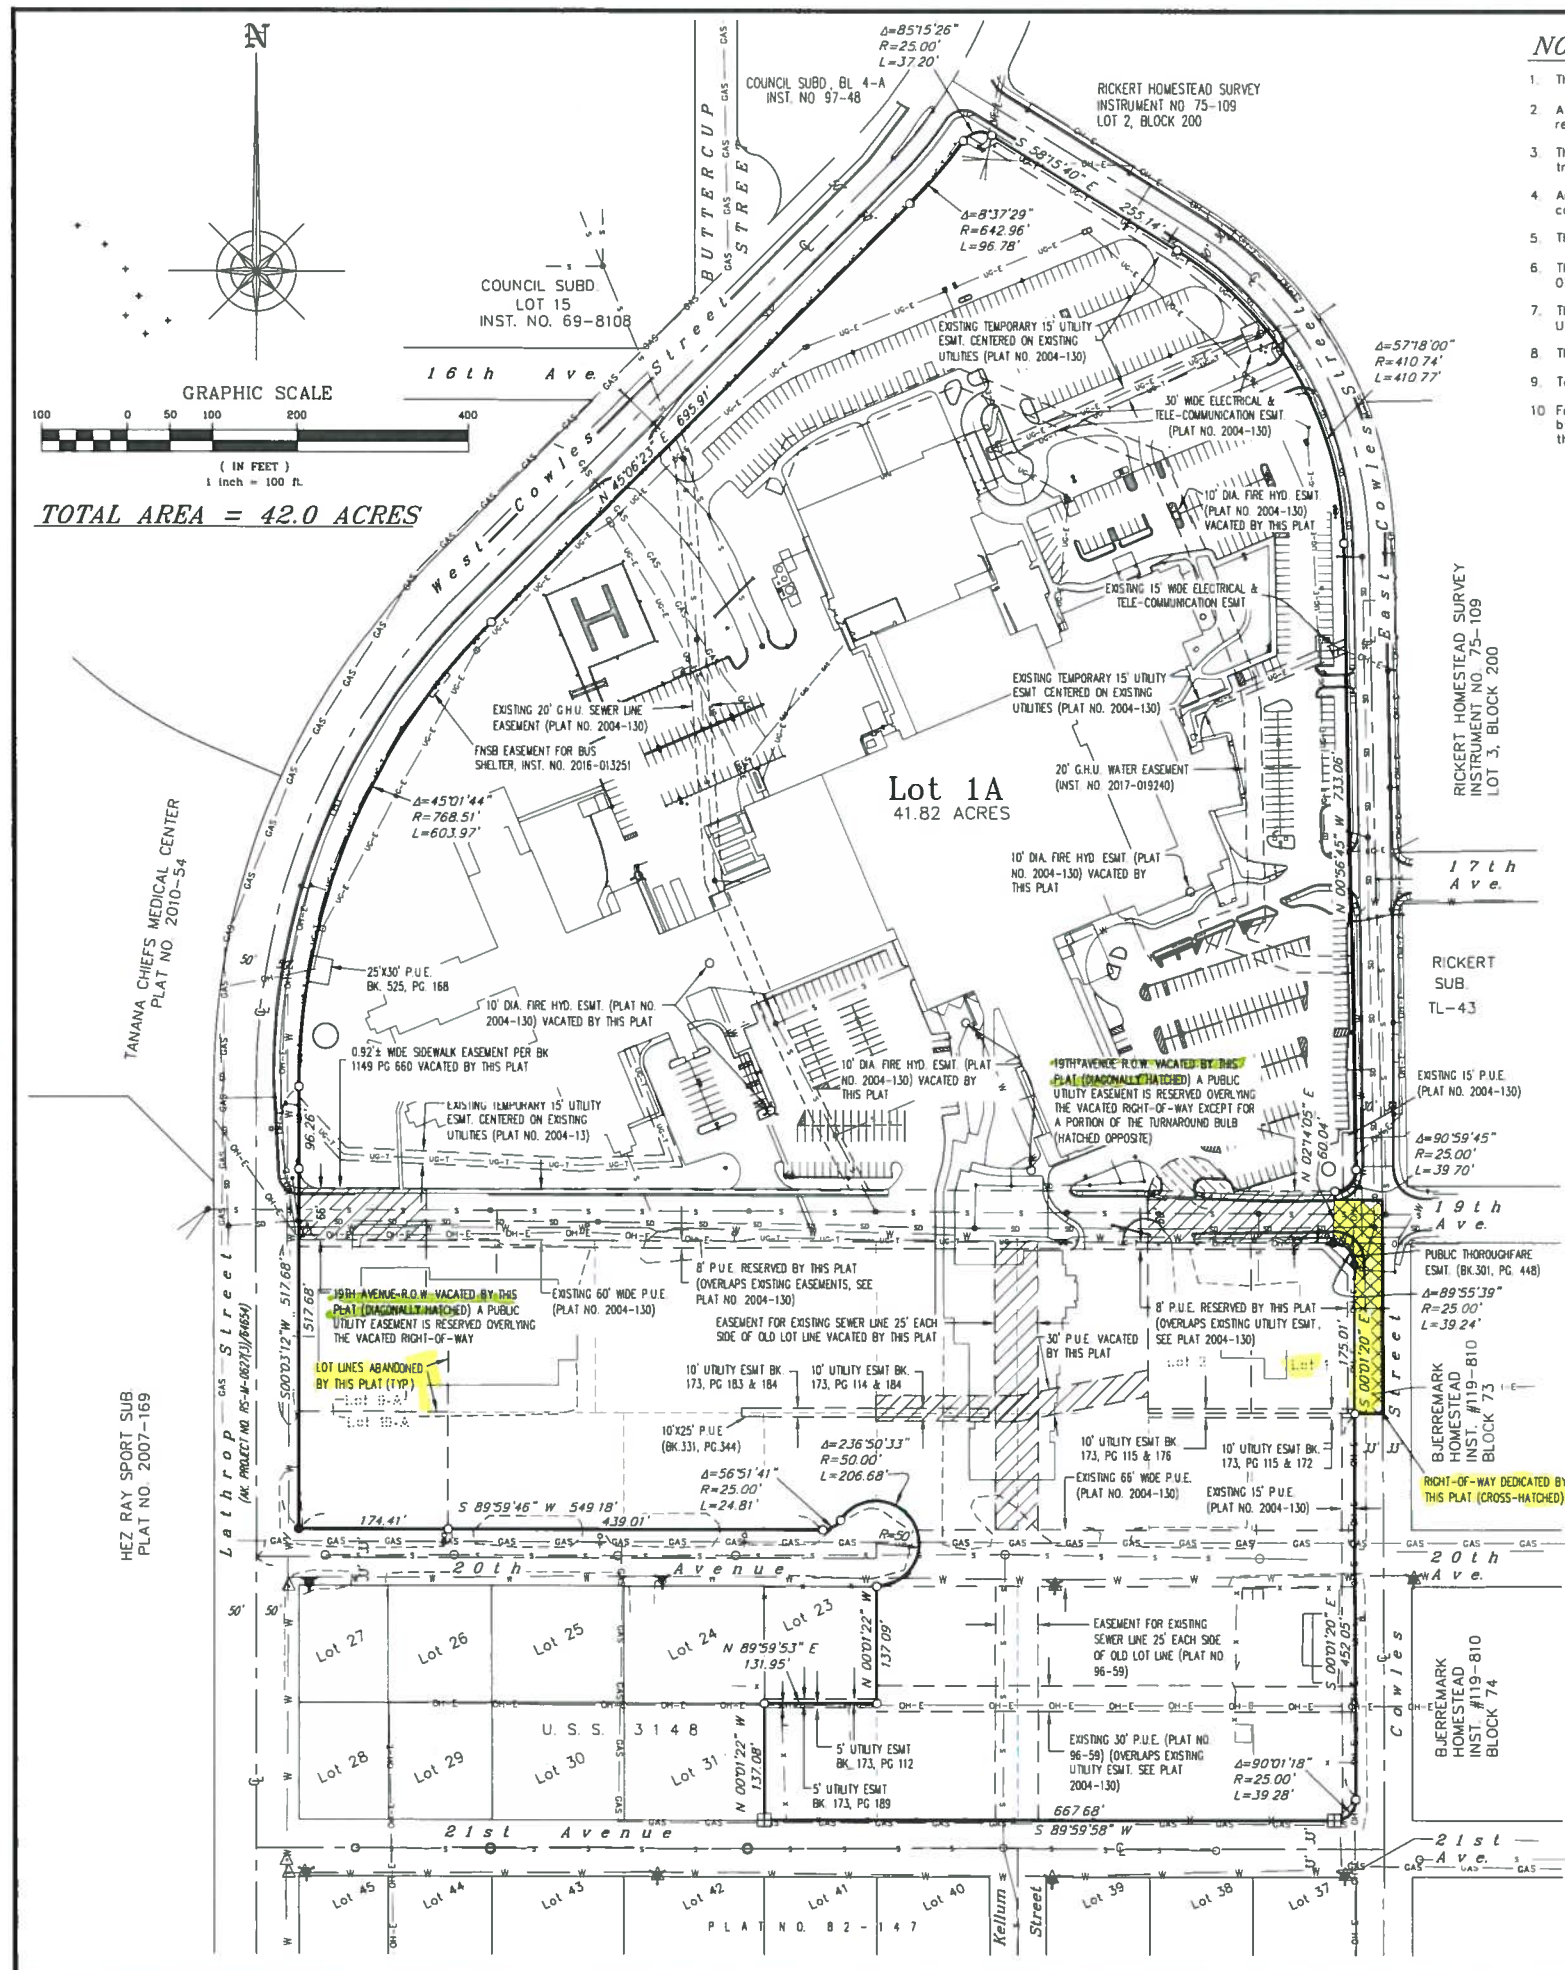 N
GRAPHIC SCALE
100 0 50 100 200 400
( IN FEET )
1 inch = 100 ft.
TOTAL AREA = 42.0 ACRES
Δ=85°15'26"
R=25.00'
L=37.20'
COUNCIL SUBD., BL 4-A
INST. NO 97-48
BUTTERCUP
STREET
RICKERT HOMESTEAD SURVEY
INSTRUMENT NO 75-109
LOT 2, BLOCK 200
S 58°15'40" E
255.14'
Δ=8°37'29"
R=642.96'
L=96.78'
COUNCIL SUBD.
LOT 15
INST. NO. 69-8108
16th Ave.
West Cowles Street
N 45°06'23" E 695.91'
EXISTING TEMPORARY 15' UTILITY
ESMT. CENTERED ON EXISTING
UTILITIES (PLAT NO. 2004-130)
Δ=57°18'00"
R=410.74'
L=410.77'
30' WIDE ELECTRICAL &
TELE-COMMUNICATION ESMT.
(PLAT NO. 2004-130)
10' DIA. FIRE HYD. ESMT.
(PLAT NO. 2004-130)
VACATED BY THIS PLAT
East Cowles Street
EXISTING 15' WIDE ELECTRICAL &
TELE-COMMUNICATION ESMT
RICKERT HOMESTEAD SURVEY
INSTRUMENT NO. 75-109
LOT 3, BLOCK 200
H
EXISTING 20' G.H.U. SEWER LINE
EASEMENT (PLAT NO. 2004-130)
FNSB EASEMENT FOR BUS
SHELTER, INST. NO. 2016-013251
EXISTING TEMPORARY 15' UTILITY
ESMT CENTERED ON EXISTING
UTILITIES (PLAT NO. 2004-130)
20' G.H.U. WATER EASEMENT
(INST. NO. 2017-019240)
Lot 1A
41.82 ACRES
Δ=45°01'44"
R=768.51'
L=603.97'
N 00°56'45" W 733.06'
10' DIA. FIRE HYD. ESMT. (PLAT
NO. 2004-130) VACATED BY
THIS PLAT
17th
Ave.
TANANA CHIEFS MEDICAL CENTER
PLAT NO. 2010-54
50'
25'X30' P.U.E.
BK. 525, PG. 168
RICKERT
SUB.
TL-43
10' DIA. FIRE HYD. ESMT. (PLAT NO.
2004-130) VACATED BY THIS PLAT
0.92'± WIDE SIDEWALK EASEMENT PER BK
1149 PG 660 VACATED BY THIS PLAT
10' DIA. FIRE HYD. ESMT. (PLAT
NO. 2004-130) VACATED BY
THIS PLAT
19TH AVENUE R.O.W. VACATED BY THIS
PLAT (DIAGONALLY HATCHED) A PUBLIC
UTILITY EASEMENT IS RESERVED OVERLYING
THE VACATED RIGHT-OF-WAY EXCEPT FOR
A PORTION OF THE TURNAROUND BULB
(HATCHED OPPOSITE)
EXISTING 15' P.U.E.
(PLAT NO. 2004-130)
EXISTING TEMPORARY 15' UTILITY
ESMT. CENTERED ON EXISTING
UTILITIES (PLAT NO. 2004-13)
96.26'
N 02°14'05" E
60.04'
Δ=90°59'45"
R=25.00'
L=39.70'
66'
19th
Ave.
PUBLIC THOROUGHFARE
ESMT. (BK.301, PG. 448)
Δ=89°55'39"
R=25.00'
L=39.24'
19TH AVENUE-R.O.W. VACATED BY THIS
PLAT (DIAGONALLY HATCHED) A PUBLIC
UTILITY EASEMENT IS RESERVED OVERLYING
THE VACATED RIGHT-OF-WAY
EXISTING 60' WIDE P.U.E.
(PLAT NO. 2004-130)
8' P.U.E. RESERVED BY THIS PLAT
(OVERLAPS EXISTING EASEMENTS, SEE
PLAT NO. 2004-130)
EASEMENT FOR EXISTING SEWER LINE 25' EACH
SIDE OF OLD LOT LINE VACATED BY THIS PLAT
8' P.U.E. RESERVED BY THIS PLAT
(OVERLAPS EXISTING UTILITY ESMT.,
SEE PLAT 2004-130)
175.01'
S 00°01'20" E
30' P.U.E. VACATED
BY THIS PLAT
Lathrop Street
(AK. PROJECT NO. RS-M-0627(3)/64654)
S00°03'12"W 517.68'
517.68'
LOT LINES ABANDONED
BY THIS PLAT (TYP)
Lot 9-A
Lot 10-A
10' UTILITY ESMT BK.
173, PG 183 & 184
10' UTILITY ESMT BK.
173, PG 114 & 184
BJERREMARK
HOMESTEAD
INST. #119-810
BLOCK 73
HEZ RAY SPORT SUB.
PLAT NO. 2007-169
10'X25' P.U.E
(BK.331, PG.344)
Δ=236°50'33"
R=50.00'
L=206.68'
Δ=56°51'41"
R=25.00'
L=24.81'
10' UTILITY ESMT BK.
173, PG 115 & 176
10' UTILITY ESMT BK.
173, PG 115 & 172
33' 33'
EXISTING 66' WIDE P.U.E.
(PLAT NO. 2004-130)
EXISTING 15' P.U.E.
(PLAT NO. 2004-130)
RIGHT-OF-WAY DEDICATED BY
THIS PLAT (CROSS-HATCHED)
S 89°59'46" W 549.18'
174.41' 439.01'
R=50'
20th Avenue
20th
Ave.
50' 50'
Lot 27
Lot 26
Lot 25
Lot 24
Lot 23
N 89°59'53" E
131.95'
N 00°01'22" W
137.09'
EASEMENT FOR EXISTING
SEWER LINE 25' EACH SIDE
OF OLD LOT LINE (PLAT NO
96-59)
S 00°01'20" E
452.05'
Cowles Street
BJERREMARK
HOMESTEAD
INST. #119-810
BLOCK 74
U. S. S. 3148
Lot 28
Lot 29
Lot 30
Lot 31
N 00°01'22" W
137.08'
5' UTILITY ESMT
BK. 173, PG 112
5' UTILITY ESMT
BK 173, PG 189
EXISTING 30' P.U.E. (PLAT NO.
96-59) (OVERLAPS EXISTING
UTILITY ESMT. SEE PLAT
2004-130)
Δ=90°01'18"
R=25.00'
L=39.28'
667.68'
S 89°59'58" W
21st Avenue
33' 33'
21st
Ave.
Lot 45
Lot 44
Lot 43
Lot 42
Lot 41
Lot 40
Kellum
Street
Lot 39
Lot 38
Lot 37
PLAT NO. 82-147